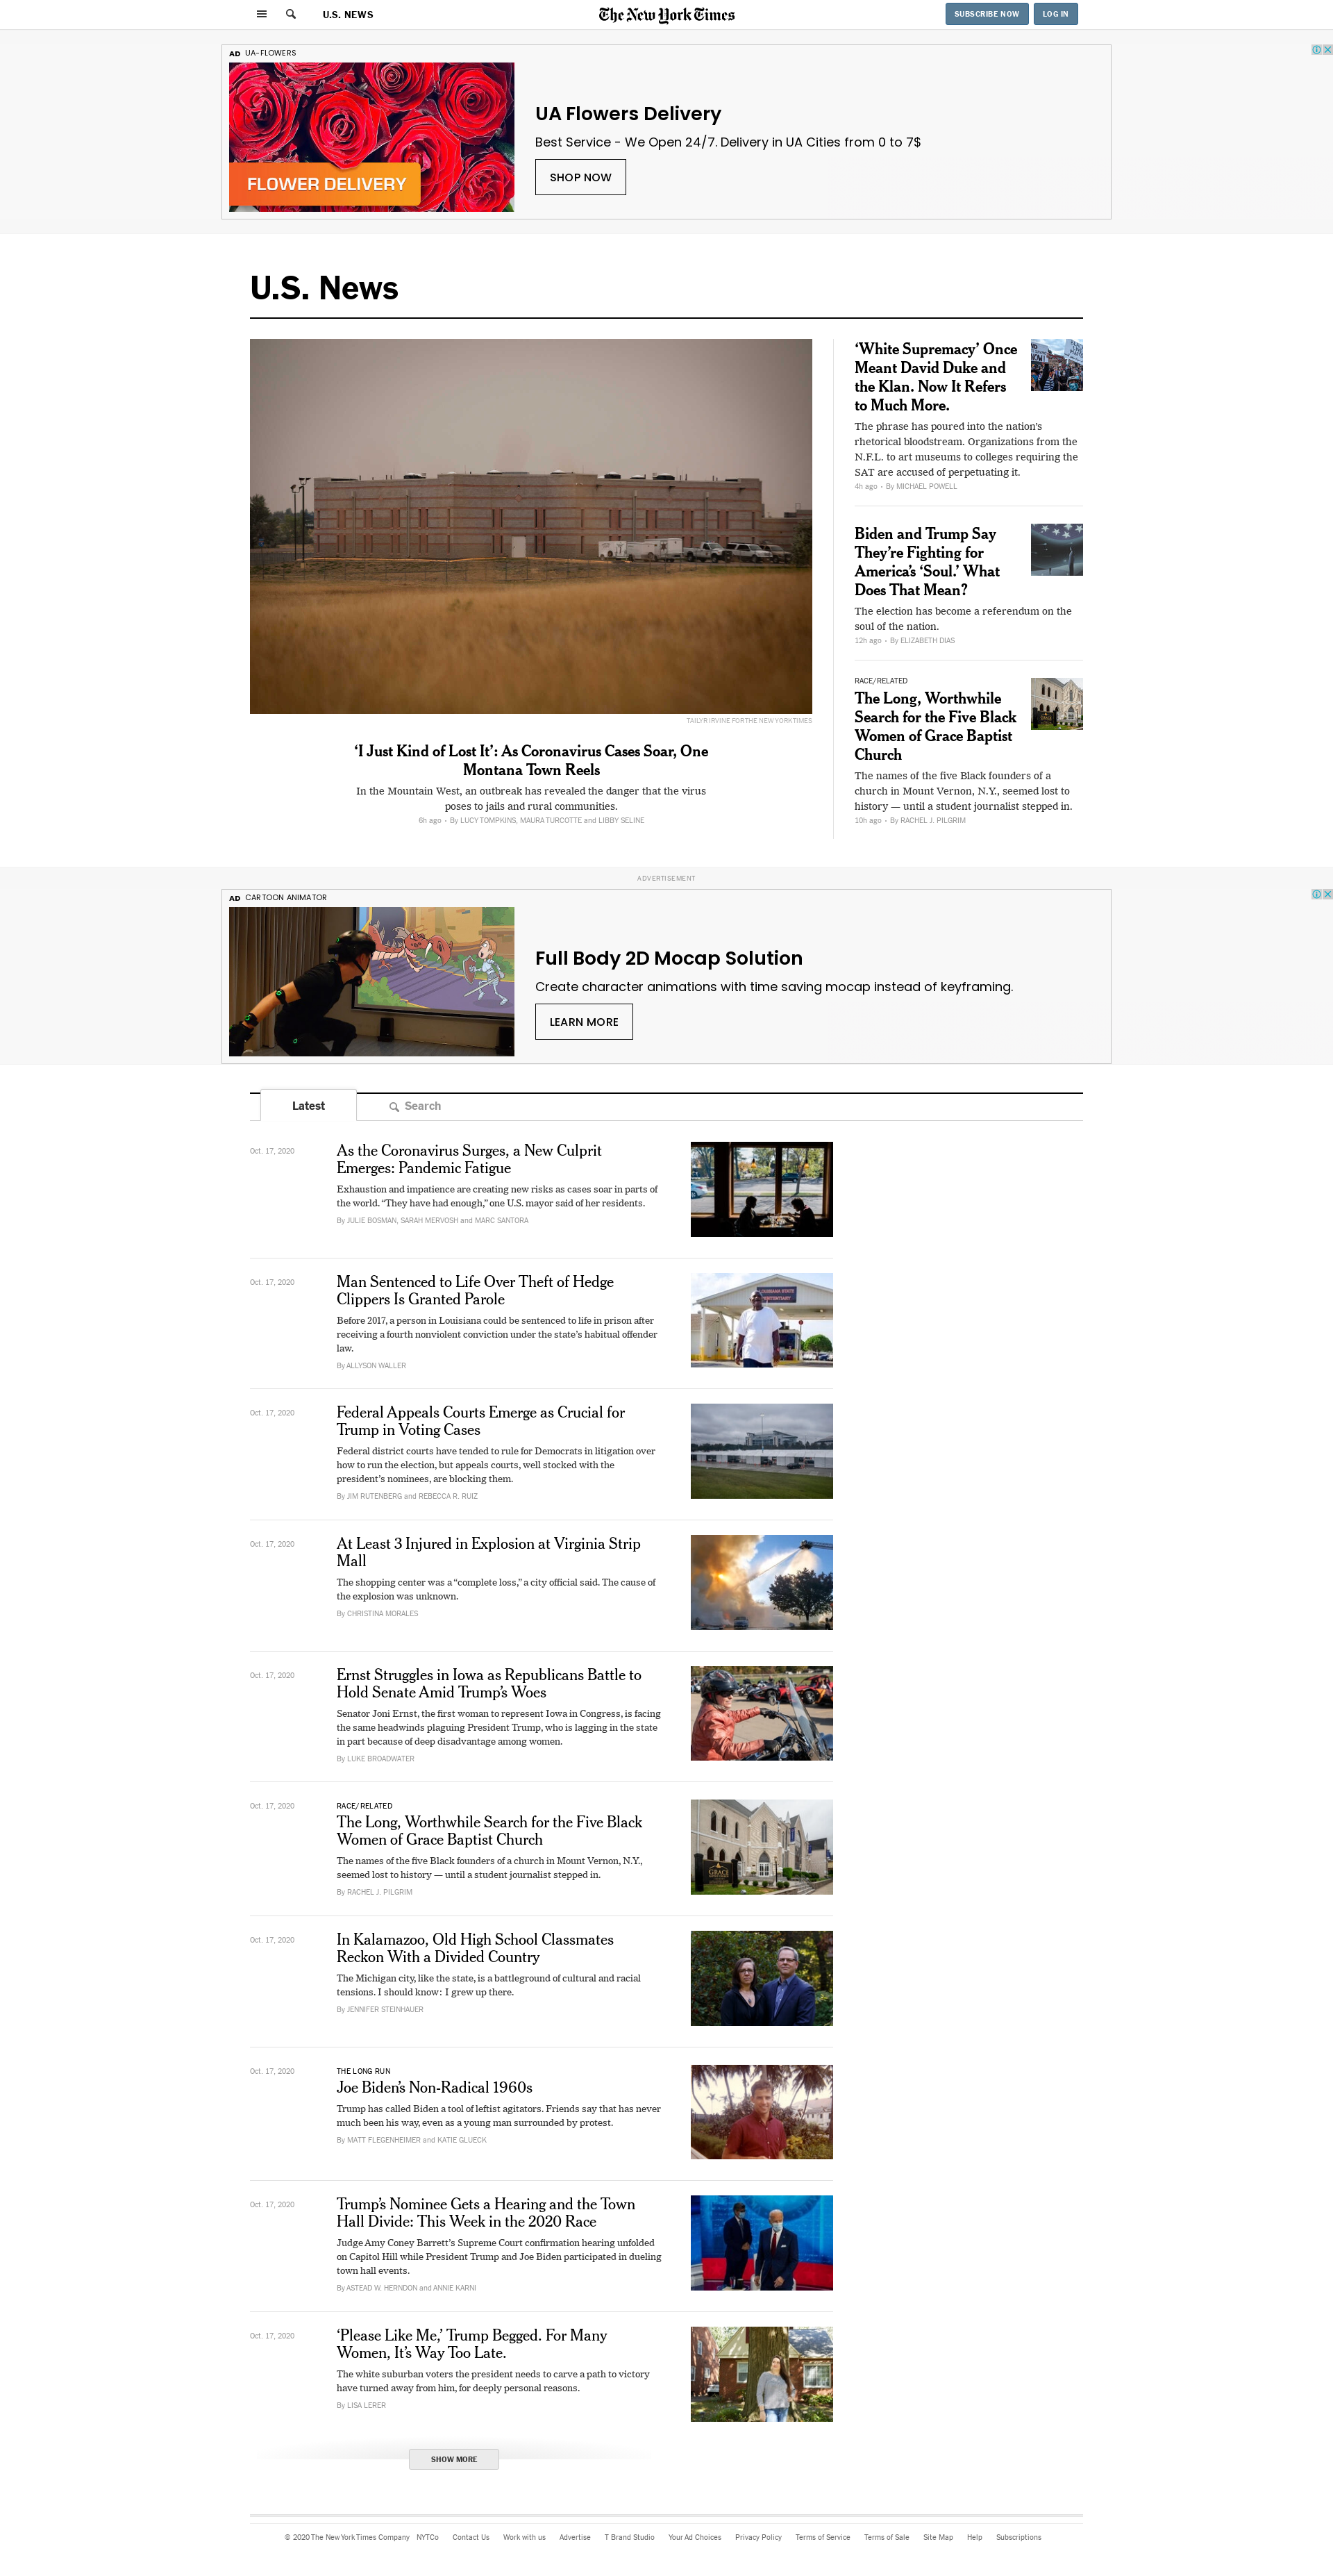 U.S. NEWS
The New York Times
SUBSCRIBE NOW
LOG IN
AD UA-FLOWERS
FLOWER DELIVERY
UA Flowers Delivery
Best Service - We Open 24/7. Delivery in UA Cities from 0 to 7$
SHOP NOW
U.S. News
TAILYR IRVINE FOR THE NEW YORK TIMES
‘I Just Kind of Lost It’: As Coronavirus Cases Soar, One
Montana Town Reels
In the Mountain West, an outbreak has revealed the danger that the virus
poses to jails and rural communities.
6h ago • By LUCY TOMPKINS, MAURA TURCOTTE and LIBBY SELINE
‘White Supremacy’ Once
Meant David Duke and
the Klan. Now It Refers
to Much More.
The phrase has poured into the nation’s
rhetorical bloodstream. Organizations from the
N.F.L. to art museums to colleges requiring the
SAT are accused of perpetuating it.
4h ago • By MICHAEL POWELL
Biden and Trump Say
They’re Fighting for
America’s ‘Soul.’ What
Does That Mean?
The election has become a referendum on the
soul of the nation.
12h ago • By ELIZABETH DIAS
RACE/RELATED
The Long, Worthwhile
Search for the Five Black
Women of Grace Baptist
Church
The names of the five Black founders of a
church in Mount Vernon, N.Y., seemed lost to
history — until a student journalist stepped in.
10h ago • By RACHEL J. PILGRIM
ADVERTISEMENT
AD CARTOON ANIMATOR
Full Body 2D Mocap Solution
Create character animations with time saving mocap instead of keyframing.
LEARN MORE
Latest
Search
Oct. 17, 2020
As the Coronavirus Surges, a New Culprit
Emerges: Pandemic Fatigue
Exhaustion and impatience are creating new risks as cases soar in parts of
the world. “They have had enough,” one U.S. mayor said of her residents.
By JULIE BOSMAN, SARAH MERVOSH and MARC SANTORA
Oct. 17, 2020
Man Sentenced to Life Over Theft of Hedge
Clippers Is Granted Parole
Before 2017, a person in Louisiana could be sentenced to life in prison after
receiving a fourth nonviolent conviction under the state’s habitual offender
law.
By ALLYSON WALLER
LOUISIANA STATE
PENITENTIARY
Oct. 17, 2020
Federal Appeals Courts Emerge as Crucial for
Trump in Voting Cases
Federal district courts have tended to rule for Democrats in litigation over
how to run the election, but appeals courts, well stocked with the
president’s nominees, are blocking them.
By JIM RUTENBERG and REBECCA R. RUIZ
Oct. 17, 2020
At Least 3 Injured in Explosion at Virginia Strip
Mall
The shopping center was a “complete loss,” a city official said. The cause of
the explosion was unknown.
By CHRISTINA MORALES
Oct. 17, 2020
Ernst Struggles in Iowa as Republicans Battle to
Hold Senate Amid Trump’s Woes
Senator Joni Ernst, the first woman to represent Iowa in Congress, is facing
the same headwinds plaguing President Trump, who is lagging in the state
in part because of deep disadvantage among women.
By LUKE BROADWATER
Oct. 17, 2020
RACE/RELATED
The Long, Worthwhile Search for the Five Black
Women of Grace Baptist Church
The names of the five Black founders of a church in Mount Vernon, N.Y.,
seemed lost to history — until a student journalist stepped in.
By RACHEL J. PILGRIM
GRACE
Oct. 17, 2020
In Kalamazoo, Old High School Classmates
Reckon With a Divided Country
The Michigan city, like the state, is a battleground of cultural and racial
tensions. I should know: I grew up there.
By JENNIFER STEINHAUER
Oct. 17, 2020
THE LONG RUN
Joe Biden’s Non-Radical 1960s
Trump has called Biden a tool of leftist agitators. Friends say that has never
much been his way, even as a young man surrounded by protest.
By MATT FLEGENHEIMER and KATIE GLUECK
Oct. 17, 2020
Trump’s Nominee Gets a Hearing and the Town
Hall Divide: This Week in the 2020 Race
Judge Amy Coney Barrett’s Supreme Court confirmation hearing unfolded
on Capitol Hill while President Trump and Joe Biden participated in dueling
town hall events.
By ASTEAD W. HERNDON and ANNIE KARNI
Oct. 17, 2020
‘Please Like Me,’ Trump Begged. For Many
Women, It’s Way Too Late.
The white suburban voters the president needs to carve a path to victory
have turned away from him, for deeply personal reasons.
By LISA LERER
SHOW MORE
© 2020 The New York Times Company NYTCo Contact Us Work with us Advertise T Brand Studio Your Ad Choices Privacy Policy Terms of Service Terms of Sale Site Map Help Subscriptions